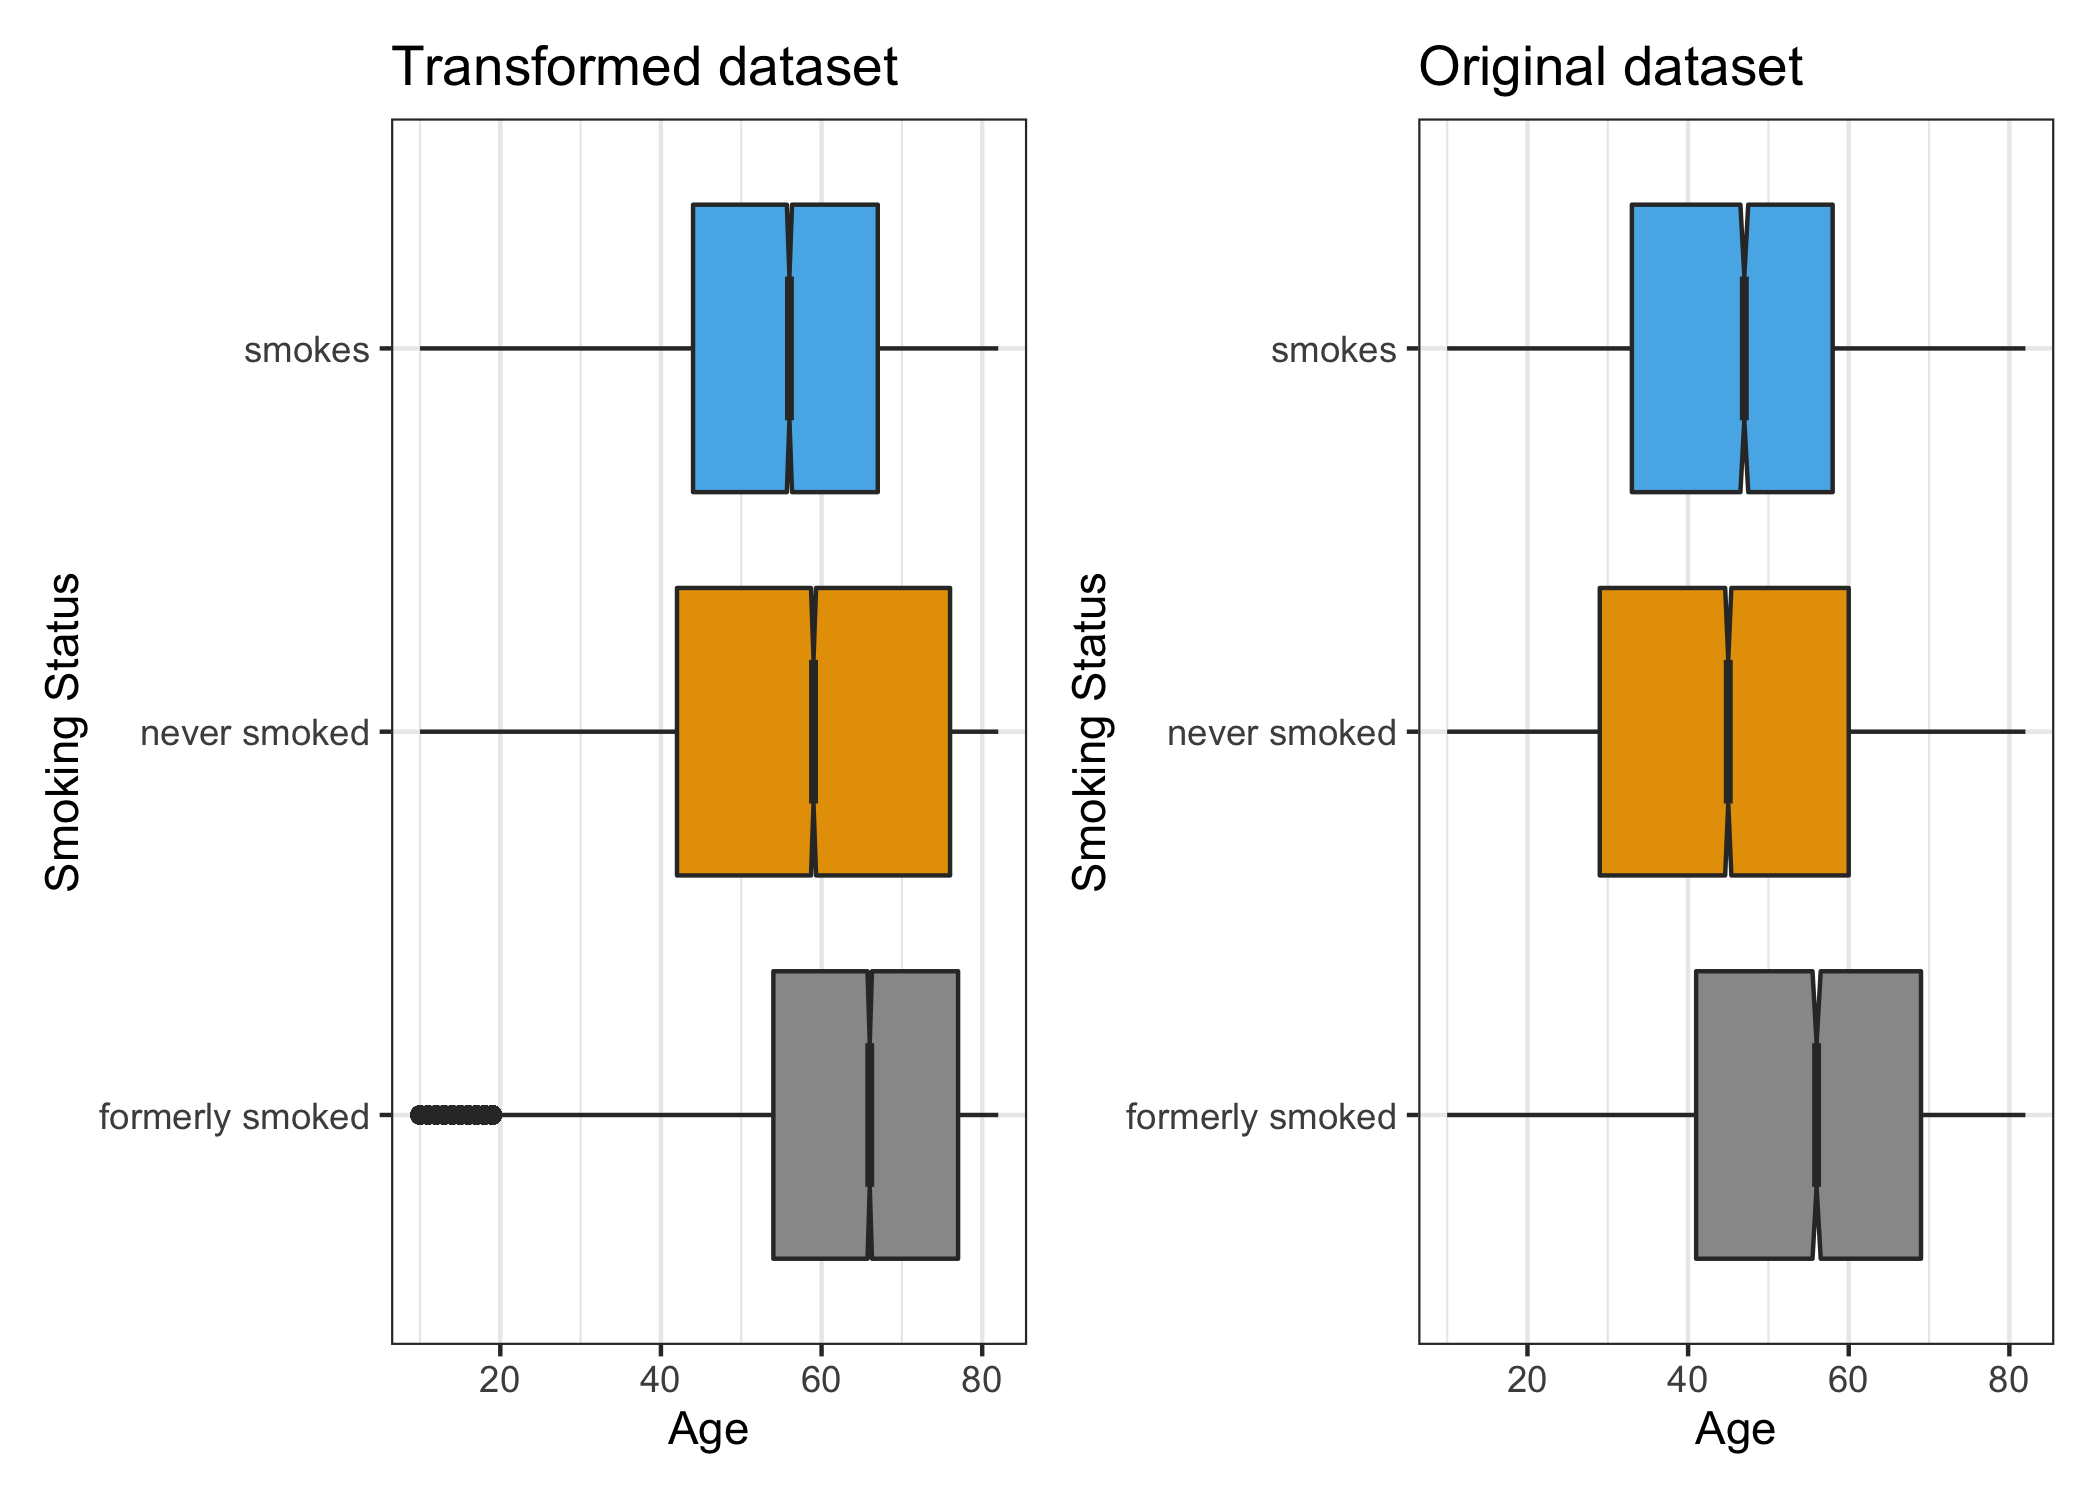 Transformed dataset
smokes
never smoked
formerly smoked
Smoking Status
20 40 60 80
Age
Original dataset
smokes
never smoked
formerly smoked
Smoking Status
20 40 60 80
Age